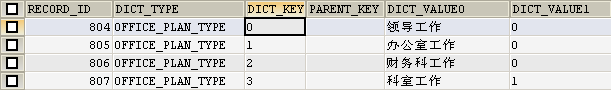 RECORD_ID DICT_TYPE DICT_KEY PARENT_KEY DICT_VALUE0 DICT_VALUE1
804 OFFICE_PLAN_TYPE 0 领导工作 0
805 OFFICE_PLAN_TYPE 1 办公室工作 0
806 OFFICE_PLAN_TYPE 2 财务科工作 0
807 OFFICE_PLAN_TYPE 3 科室工作 1